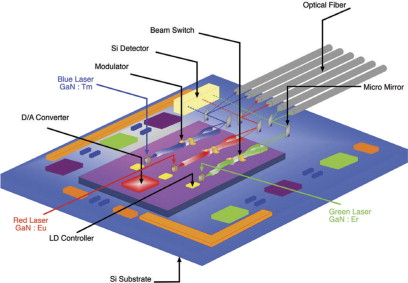 Optical Fiber
Beam Switch
Si Detector
Modulator
Blue Laser
GaN : Tm
Micro Mirror
D/A Converter
Red Laser
GaN : Eu
LD Controller
Green Laser
GaN : Er
Si Substrate